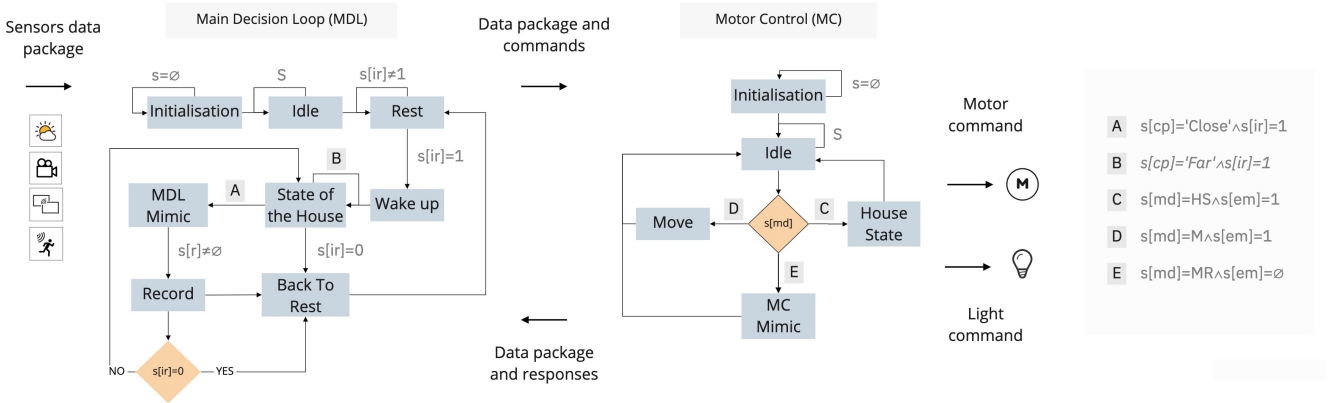 Sensors data
package
Main Decision Loop (MDL)
s=∅
S
s[ir]≠1
Initialisation
Idle
Rest
s[ir]=1
B
A
MDL
Mimic
State of
the House
Wake up
s[r]≠∅
s[ir]=0
Record
Back To
Rest
s[ir]=0
NO
YES
Data package and
commands
Data package
and responses
Motor Control (MC)
Initialisation
s=∅
S
Idle
D
C
Move
s[md]
House
State
E
MC
Mimic
Motor
command
M
Light
command
A s[cp]='Close'∧s[ir]=1
B s[cp]='Far'∧s[ir]=1
C s[md]=HS∧s[em]=1
D s[md]=M∧s[em]=1
E s[md]=MR∧s[em]=∅